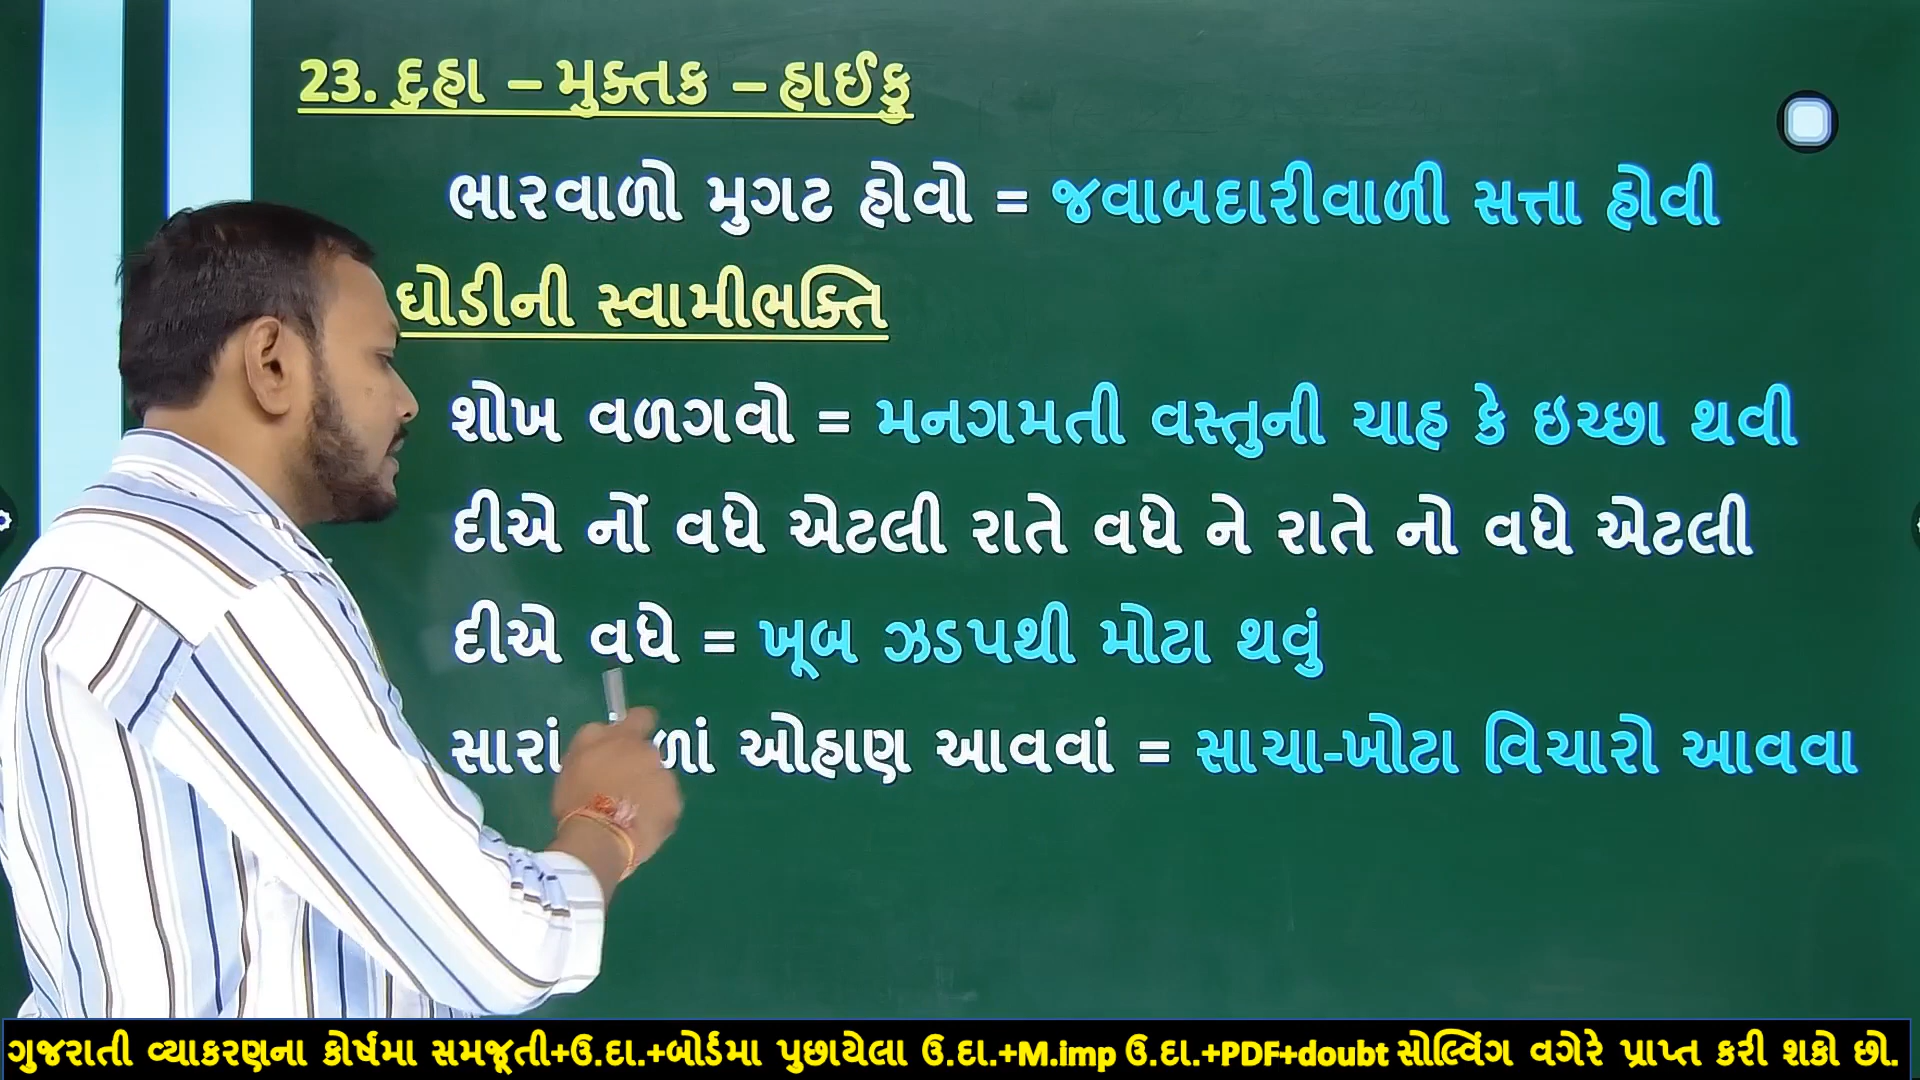 23. દુહા – મુક્તક – હાઈકુ
ભારવાળો મુગટ હોવો = જવાબદારીવાળી સત્તા હોવી
ઘોડીની સ્વામીભક્તિ
શોખ વળગવો = મનગમતી વસ્તુની ચાહ કે ઇચ્છા થવી
દીએ નોં વધે એટલી રાતે વધે ને રાતે નો વધે એટલી
દીએ વધે = ખૂબ ઝડપથી મોટા થવું
સારાં ઓહાણ આવવાં = સાચા-ખોટા વિચારો આવવા
ગુજરાતી વ્યાકરણના કોર્ષમા સમજૂતી+ઉ.દા.+બોર્ડમા પુછાયેલા ઉ.દા.+M.imp ઉ.દા.+PDF+doubt સોલ્વિંગ વગેરે પ્રાપ્ત કરી શકો છો.